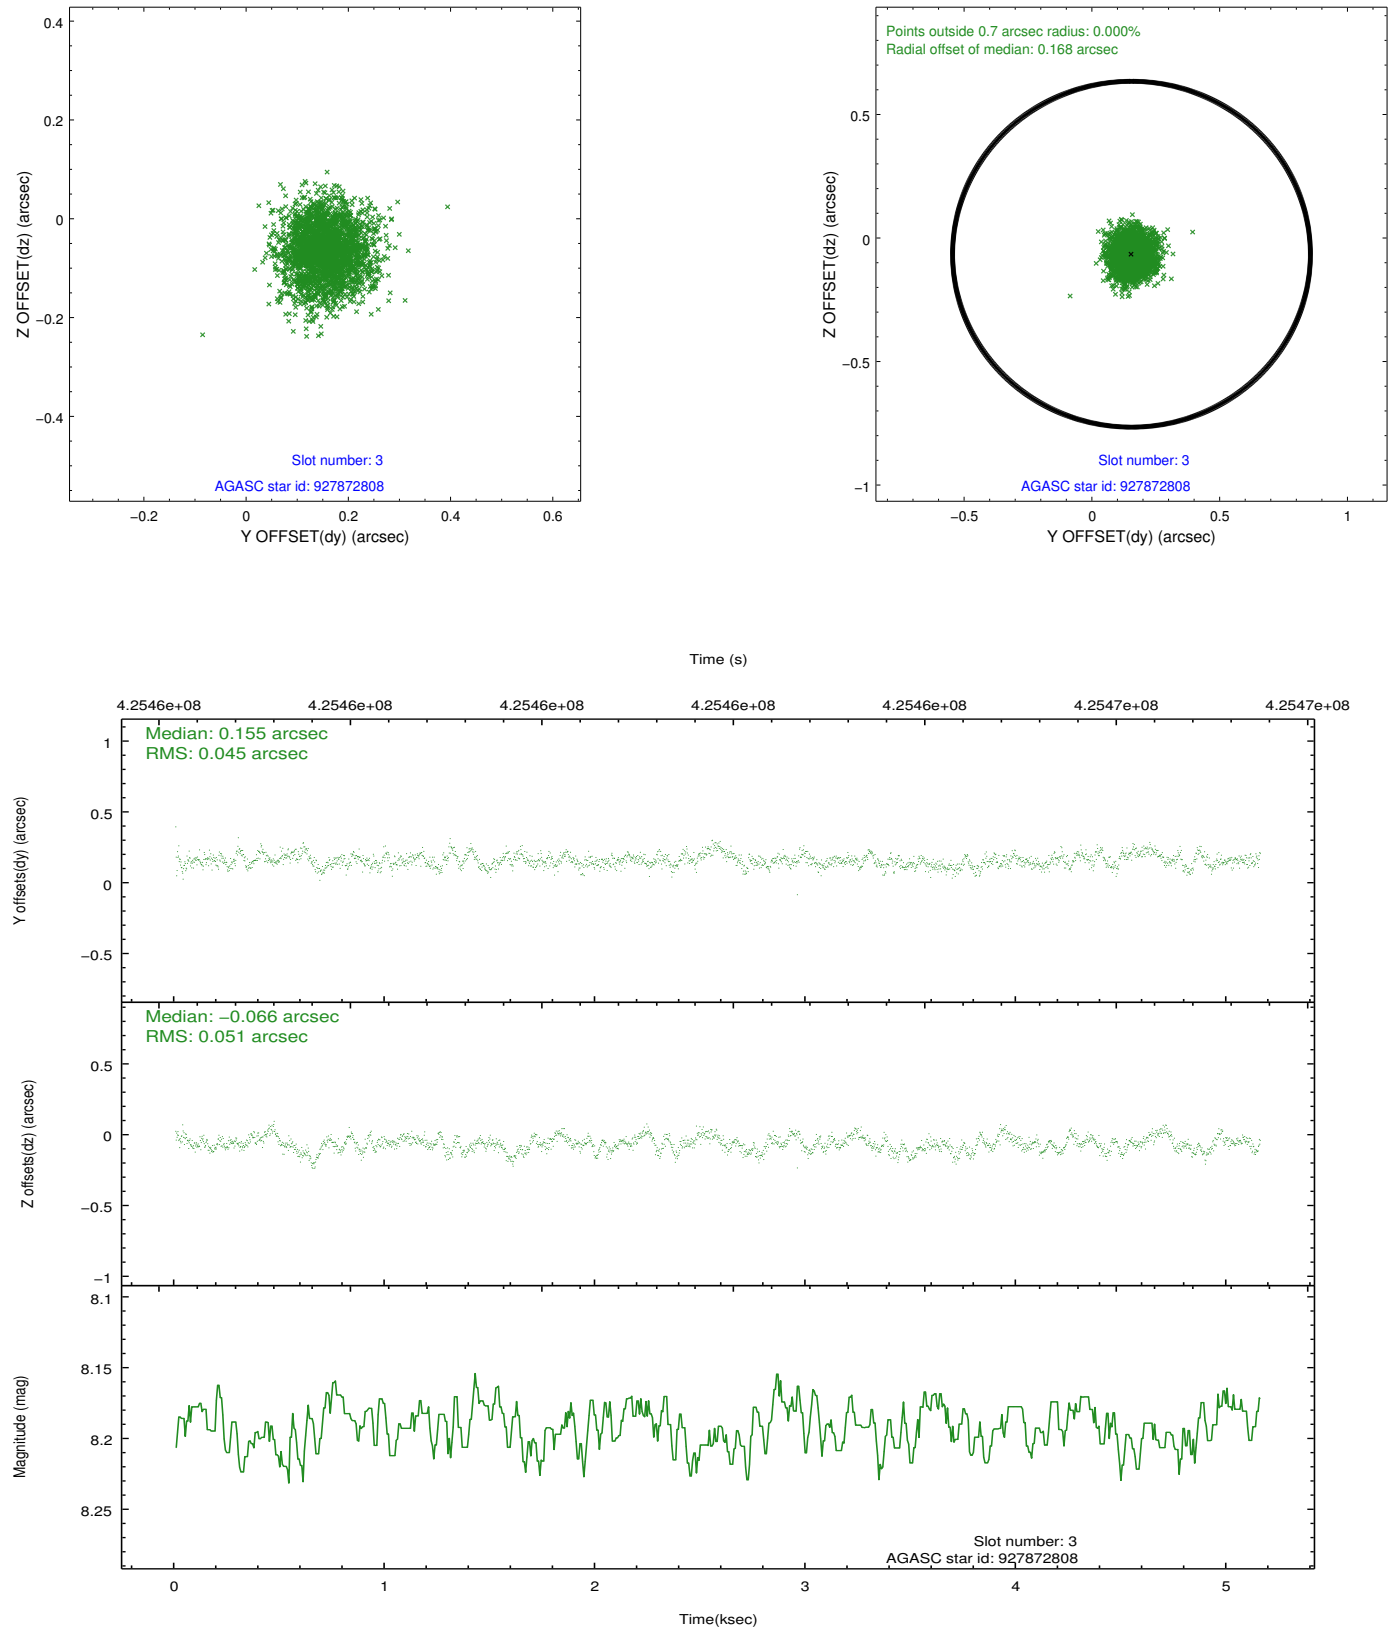 0.4
0.2
0
−0.2
−0.4
Z OFFSET(dz) (arcsec)
Slot number: 3
AGASC star id: 927872808
−0.2 0 0.2 0.4 0.6
Y OFFSET(dy) (arcsec)
Points outside 0.7 arcsec radius: 0.000%
Radial offset of median: 0.168 arcsec
0.5
0
−0.5
−1
Z OFFSET(dz) (arcsec)
Slot number: 3
AGASC star id: 927872808
−0.5 0 0.5 1
Y OFFSET(dy) (arcsec)
Time (s)
4.2546e+08 4.2546e+08 4.2546e+08 4.2546e+08 4.2546e+08 4.2547e+08 4.2547e+08
Median: 0.155 arcsec
RMS: 0.045 arcsec
1
0.5
0
−0.5
Y offsets(dy) (arcsec)
Median: −0.066 arcsec
RMS: 0.051 arcsec
0.5
0
−0.5
−1
Z offsets(dz) (arcsec)
8.1
8.15
8.2
8.25
Magnitude (mag)
Slot number: 3
AGASC star id: 927872808
0 1 2 3 4 5
Time(ksec)